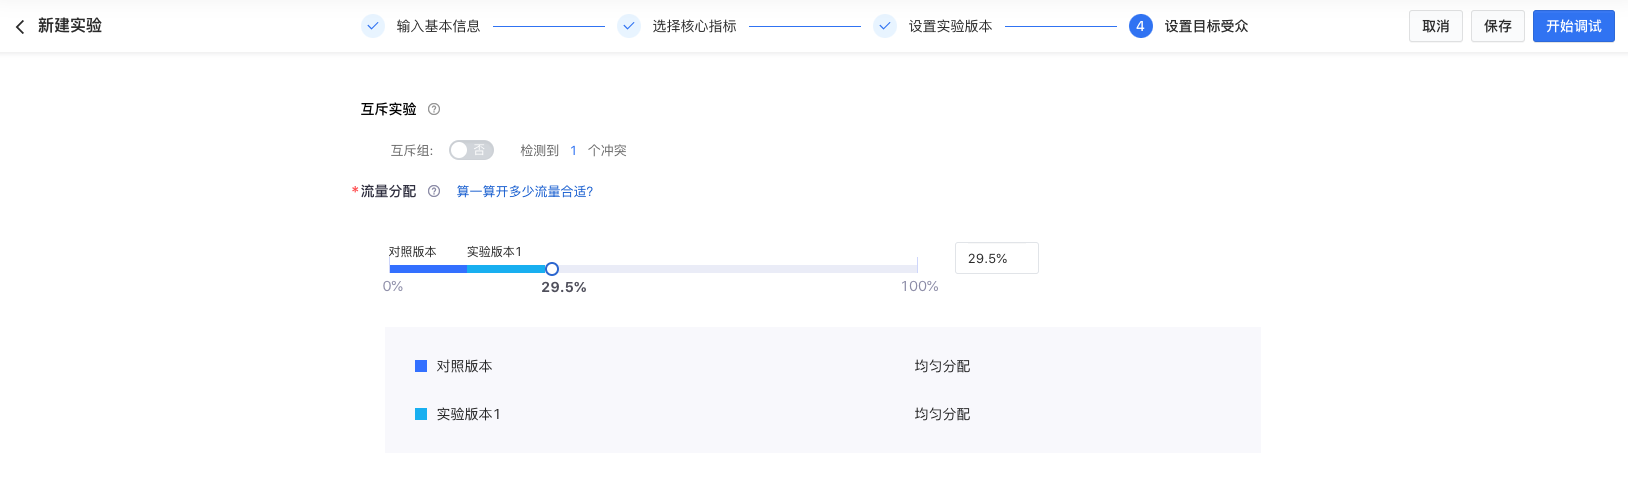 新建实验
输入基本信息
选择核心指标
设置实验版本
4 设置目标受众
取消
保存
开始调试
互斥实验 ?
互斥组: 否 检测到 1 个冲突
*流量分配 ? 算一算开多少流量合适?
对照版本 实验版本1
29.5%
0% 29.5% 100%
对照版本 均匀分配
实验版本1 均匀分配